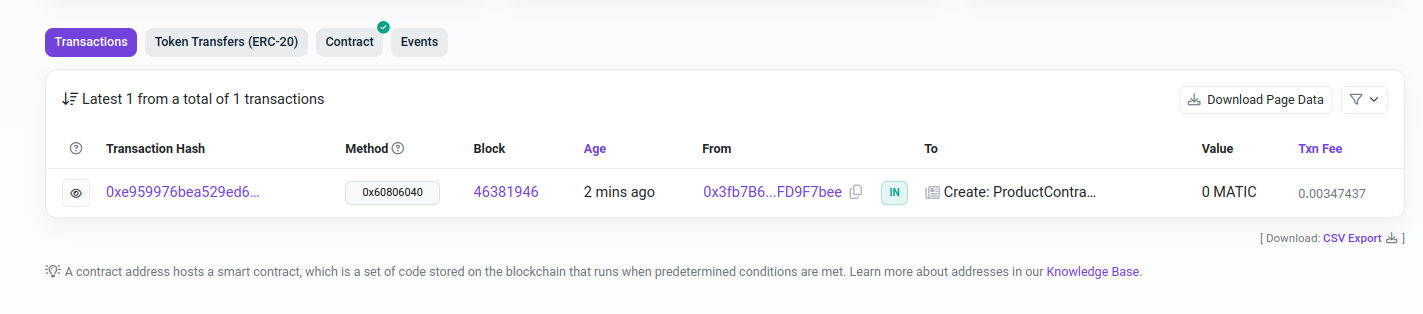 Transactions Token Transfers (ERC-20) Contract Events
Latest 1 from a total of 1 transactions Download Page Data
Transaction Hash Method Block Age From To Value Txn Fee
0xe959976bea529ed6... 0x60806040 46381946 2 mins ago 0x3fb7B6...FD9F7bee IN Create: ProductContra... 0 MATIC 0.00347437
[ Download: CSV Export ]
A contract address hosts a smart contract, which is a set of code stored on the blockchain that runs when predetermined conditions are met. Learn more about addresses in our Knowledge Base.